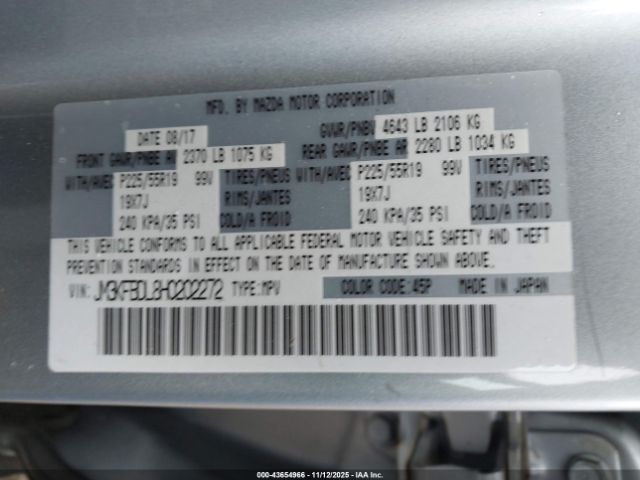 MFD. BY MAZDA MOTOR CORPORATION
DATE 08/17 GVWR/PNBV 4643 LB 2106 KG
FRONT GAWR/PNBE AV 2370 LB 1075 KG REAR GAWR/PNBE AR 2280 LB 1034 KG
WITH/AVEC P225/55R19 99V TIRES/PNEUS WITH/AVEC P225/55R19 99V TIRES/PNEUS
19X7J RIMS/JANTES 19X7J RIMS/JANTES
240 KPA/35 PSI COLD/A FROID 240 KPA/35 PSI COLD/A FROID
THIS VEHICLE CONFORMS TO ALL APPLICABLE FEDERAL MOTOR VEHICLE SAFETY AND THEFT
PREVENTION STANDARDS IN EFFECT ON THE DATE OF MANUFACTURE SHOWN ABOVE.
VIN: JM3KFBDL8H0202272 TYPE:MPV COLOR CODE:45P MADE IN JAPAN
000-43654966 - 11/12/2025 - IAA Inc.